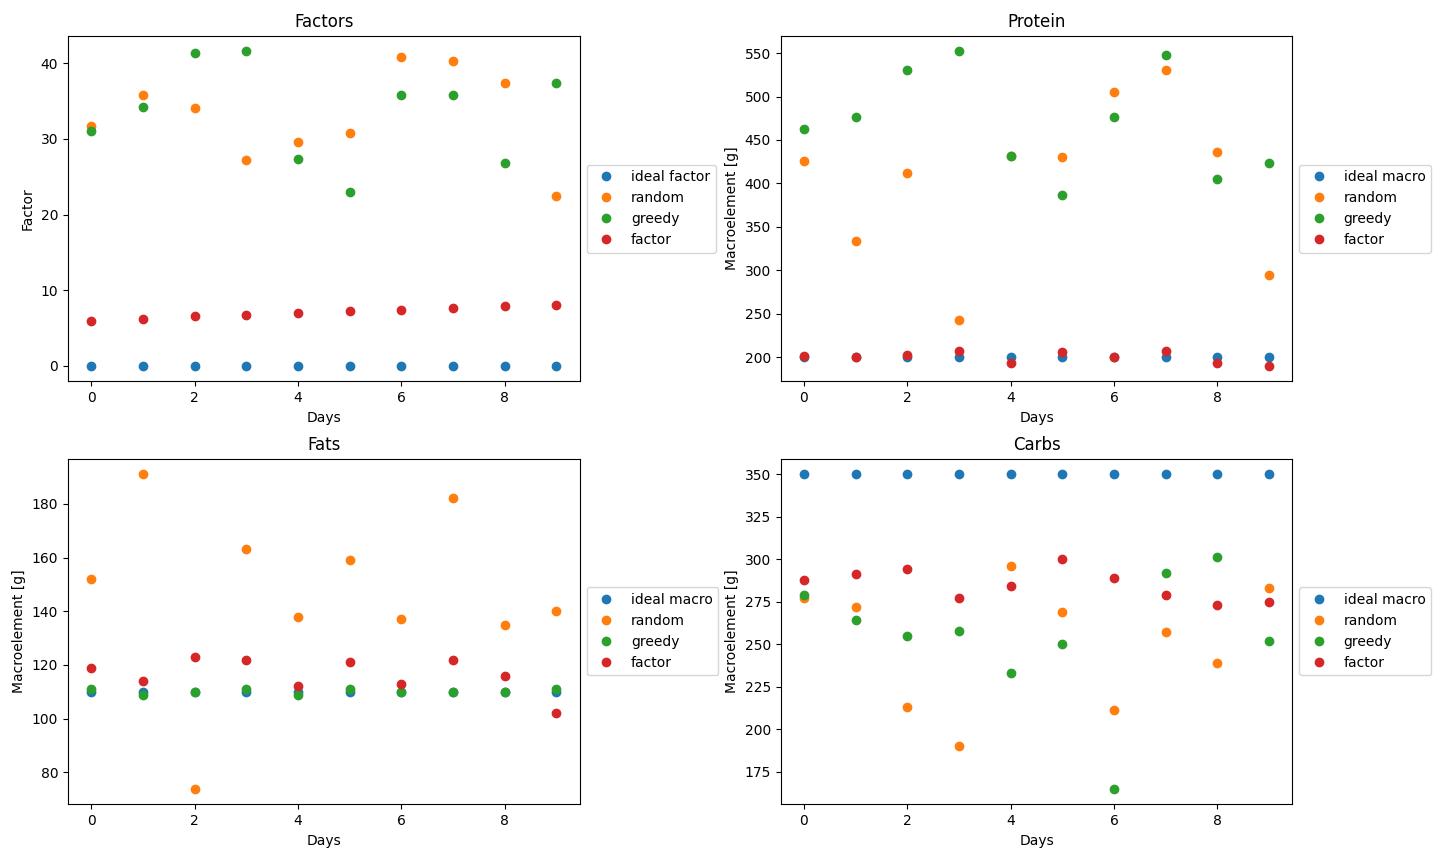 Factors
Factor
40
30
20
10
0
0 2 4 6 8
Days
ideal factor
random
greedy
factor
Protein
Macroelement [g]
550
500
450
400
350
300
250
200
0 2 4 6 8
Days
ideal macro
random
greedy
factor
Fats
Macroelement [g]
180
160
140
120
100
80
0 2 4 6 8
Days
ideal macro
random
greedy
factor
Carbs
Macroelement [g]
350
325
300
275
250
225
200
175
0 2 4 6 8
Days
ideal macro
random
greedy
factor